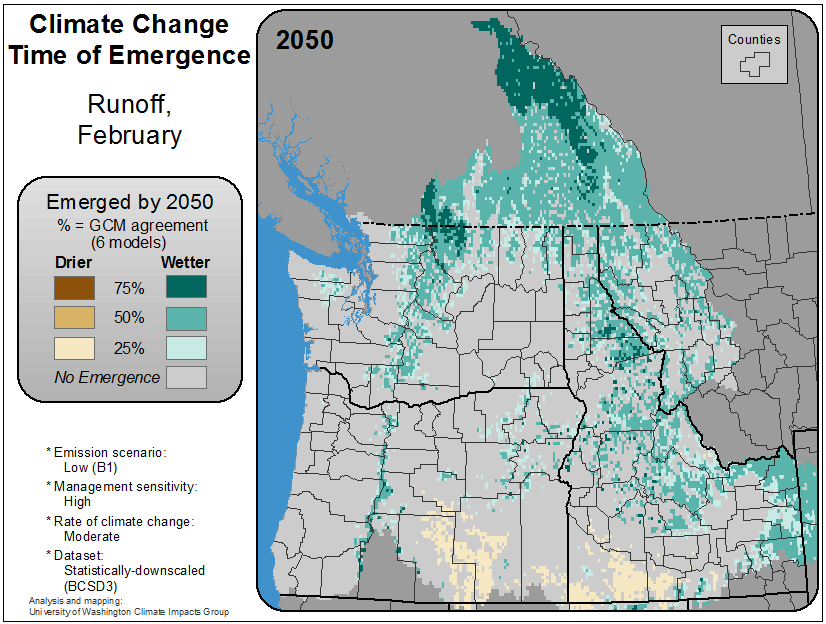 Climate Change
Time of Emergence
Runoff,
February
Emerged by 2050
% = GCM agreement
(6 models)
Drier Wetter
75%
50%
25%
No Emergence
* Emission scenario:
Low (B1)
* Management sensitivity:
High
* Rate of climate change:
Moderate
* Dataset:
Statistically-downscaled
(BCSD3)
Analysis and mapping:
University of Washington Climate Impacts Group
2050
Counties